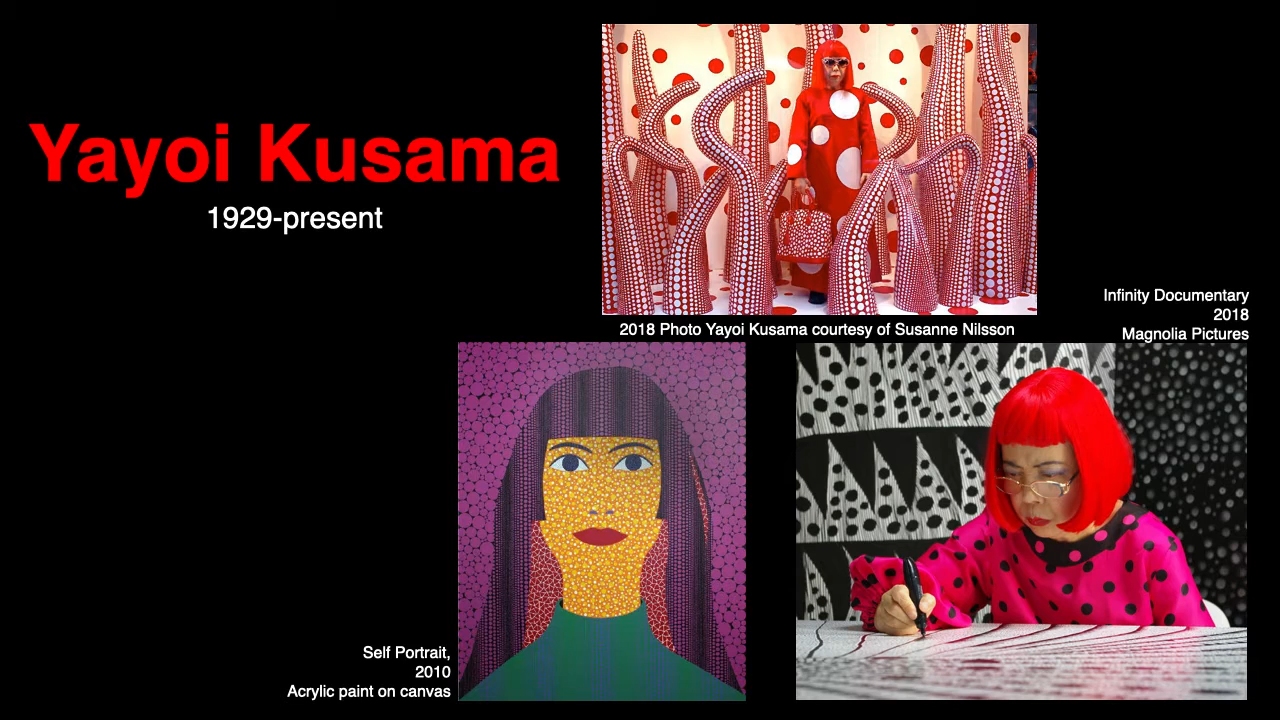 Yayoi Kusama
1929-present
2018 Photo Yayoi Kusama courtesy of Susanne Nilsson
Infinity Documentary
2018
Magnolia Pictures
Self Portrait,
2010
Acrylic paint on canvas